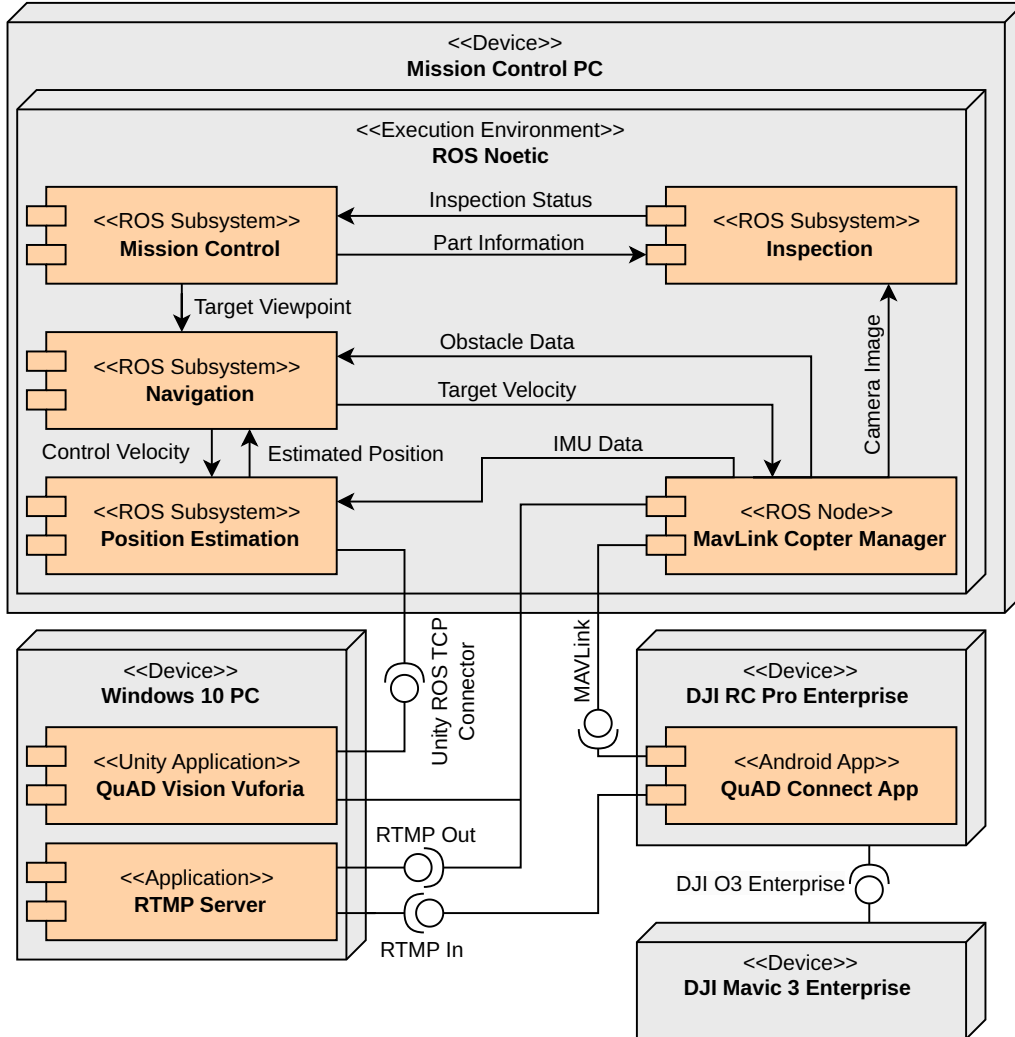 <<Device>>
Mission Control PC
<<Execution Environment>>
ROS Noetic
<<ROS Subsystem>>
Mission Control
Inspection Status
Part Information
<<ROS Subsystem>>
Inspection
Target Viewpoint
<<ROS Subsystem>>
Navigation
Obstacle Data
Target Velocity
Camera Image
Control Velocity
Estimated Position
IMU Data
<<ROS Subsystem>>
Position Estimation
<<ROS Node>>
MavLink Copter Manager
<<Device>>
Windows 10 PC
Unity ROS TCP
Connector
MAVLink
<<Device>>
DJI RC Pro Enterprise
<<Unity Application>>
QuAD Vision Vuforia
<<Android App>>
QuAD Connect App
RTMP Out
<<Application>>
RTMP Server
RTMP In
DJI O3 Enterprise
<<Device>>
DJI Mavic 3 Enterprise